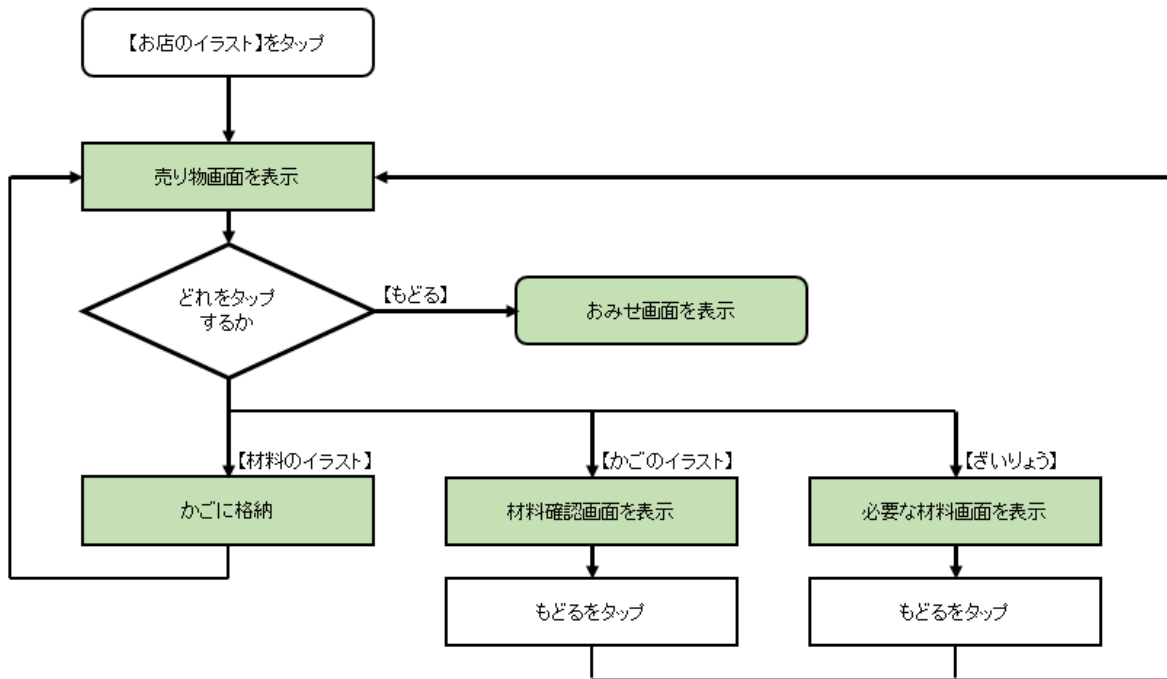 【お店のイラスト】をタップ
売り物画面を表示
どれをタップ
するか
【もどる】
おみせ画面を表示
【材料のイラスト】
【かごのイラスト】
【ざいりょう】
かごに格納
材料確認画面を表示
必要な材料画面を表示
もどるをタップ
もどるをタップ